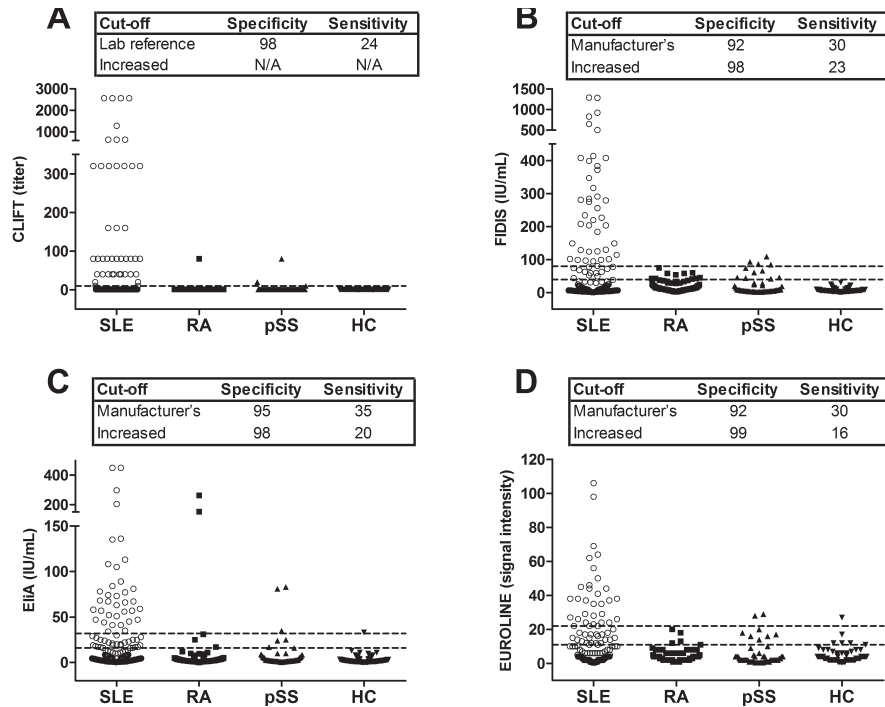 A
Cut-off Specificity Sensitivity
Lab reference 98 24
Increased N/A N/A
CLIFT (titer)
3000
2000
1000
300
200
100
0
SLE RA pSS HC
B
Cut-off Specificity Sensitivity
Manufacturer's 92 30
Increased 98 23
FIDIS (IU/mL)
1500
1000
500
400
300
200
100
0
SLE RA pSS HC
C
Cut-off Specificity Sensitivity
Manufacturer's 95 35
Increased 98 20
EliA (IU/mL)
400
200
150
100
50
0
SLE RA pSS HC
D
Cut-off Specificity Sensitivity
Manufacturer's 92 30
Increased 99 16
EUROLINE (signal intensity)
120
100
80
60
40
20
0
SLE RA pSS HC